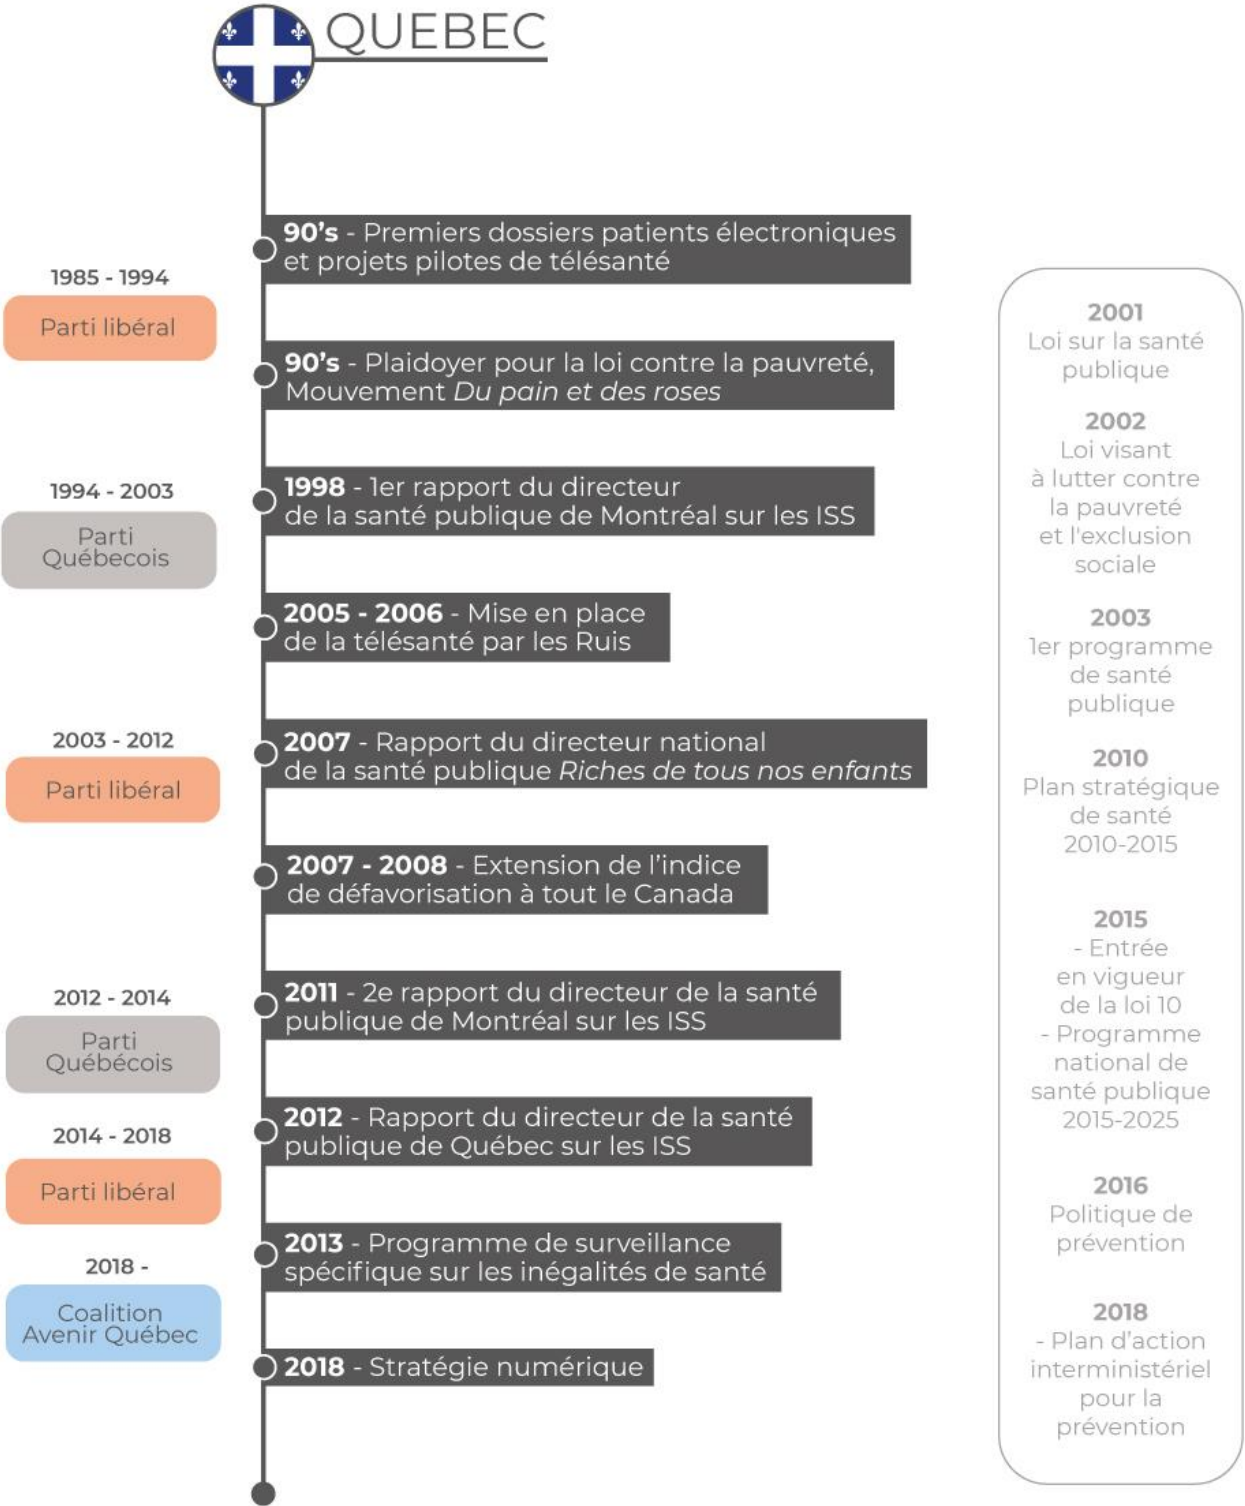 QUEBEC
90's - Premiers dossiers patients électroniques
et projets pilotes de télésanté
90's - Plaidoyer pour la loi contre la pauvreté,
Mouvement Du pain et des roses
1998 - 1er rapport du directeur
de la santé publique de Montréal sur les ISS
2005 - 2006 - Mise en place
de la télésanté par les Ruis
2007 - Rapport du directeur national
de la santé publique Riches de tous nos enfants
2007 - 2008 - Extension de l'indice
de défavorisation à tout le Canada
2011 - 2e rapport du directeur de la santé
publique de Montréal sur les ISS
2012 - Rapport du directeur de la santé
publique de Québec sur les ISS
2013 - Programme de surveillance
spécifique sur les inégalités de santé
2018 - Stratégie numérique
1985 - 1994
Parti libéral
1994 - 2003
Parti
Québecois
2003 - 2012
Parti libéral
2012 - 2014
Parti
Québécois
2014 - 2018
Parti libéral
2018 -
Coalition
Avenir Québec
2001
Loi sur la santé
publique
2002
Loi visant
à lutter contre
la pauvreté
et l'exclusion
sociale
2003
1er programme
de santé
publique
2010
Plan stratégique
de santé
2010-2015
2015
- Entrée
en vigueur
de la loi 10
- Programme
national de
santé publique
2015-2025
2016
Politique de
prévention
2018
- Plan d'action
interministériel
pour la
prévention